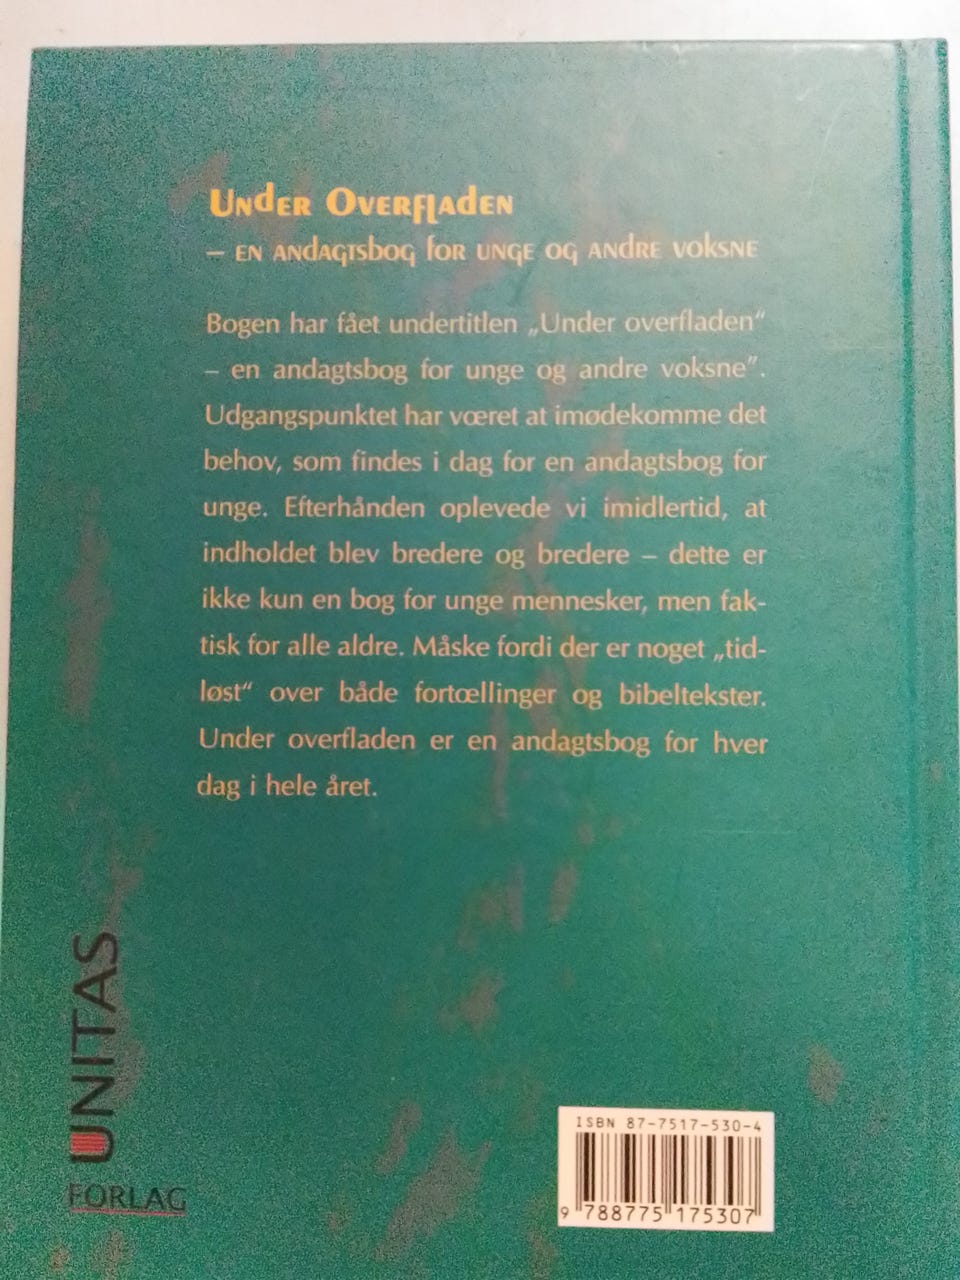 Under Overfladen
– en andagtsbog for unge og andre voksne
Bogen har fået undertitlen „Under overfladen“
– en andagtsbog for unge og andre voksne”.
Udgangspunktet har været at imødekomme det
behov, som findes i dag for en andagtsbog for
unge. Efterhånden oplevede vi imidlertid, at
indholdet blev bredere og bredere – dette er
ikke kun en bog for unge mennesker, men fak-
tisk for alle aldre. Måske fordi der er noget „tid-
løst“ over både fortœllinger og bibeltekster.
Under overfladen er en andagtsbog for hver
dag i hele året.
UNITAS
FORLAG
ISBN 87-7517-530-4
9 788775 175307